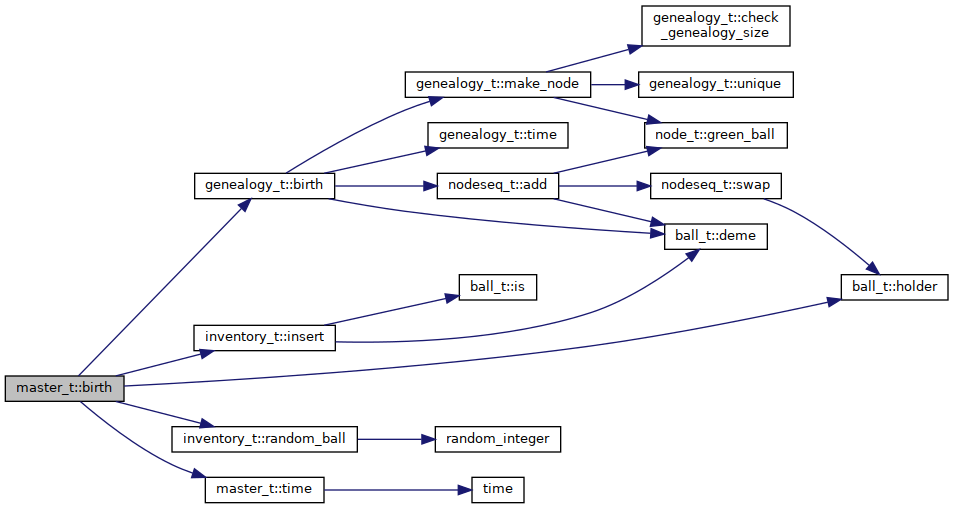 genealogy_t::check
_genealogy_size
genealogy_t::make_node
genealogy_t::unique
genealogy_t::time
node_t::green_ball
genealogy_t::birth
nodeseq_t::add
nodeseq_t::swap
ball_t::deme
ball_t::is
ball_t::holder
inventory_t::insert
master_t::birth
inventory_t::random_ball
random_integer
master_t::time
time